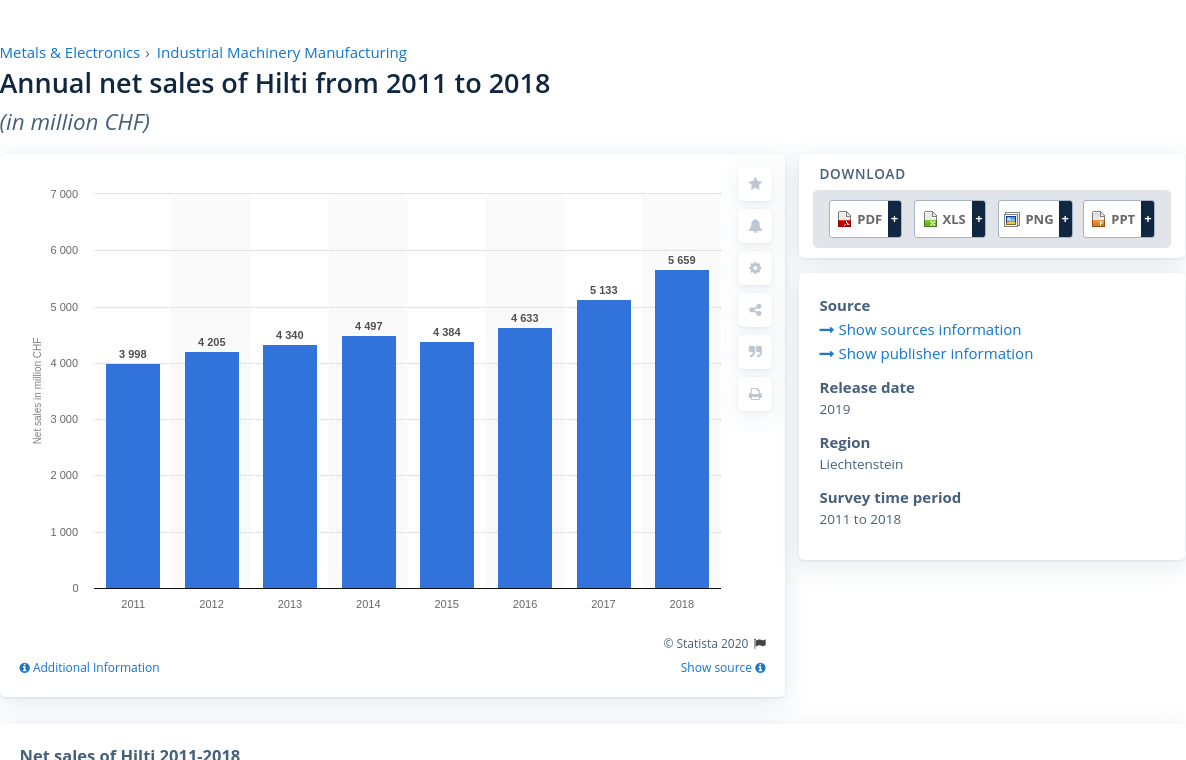 Metals & Electronics › Industrial Machinery Manufacturing
Annual net sales of Hilti from 2011 to 2018
(in million CHF)
7 000
6 000
5 000
4 000
3 000
2 000
1 000
0
Net sales in million CHF
3 998
4 205
4 340
4 497
4 384
4 633
5 133
5 659
2011
2012
2013
2014
2015
2016
2017
2018
© Statista 2020
Additional Information
Show source
DOWNLOAD
PDF +
XLS +
PNG +
PPT +
Source
Show sources information
Show publisher information
Release date
2019
Region
Liechtenstein
Survey time period
2011 to 2018
Net sales of Hilti 2011-2018